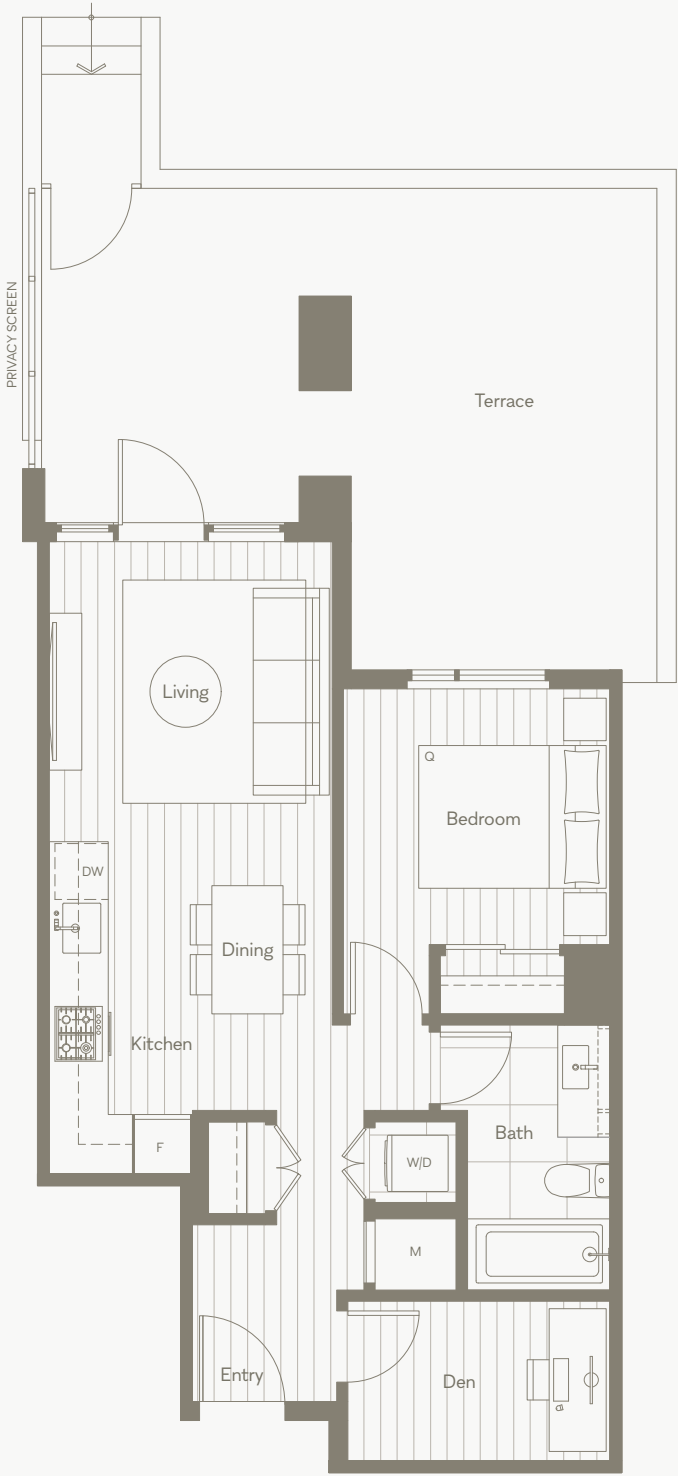 PRIVACY SCREEN
Terrace
Living
Q
Bedroom
DW
Dining
Kitchen
Bath
F
W/D
M
Entry
Den